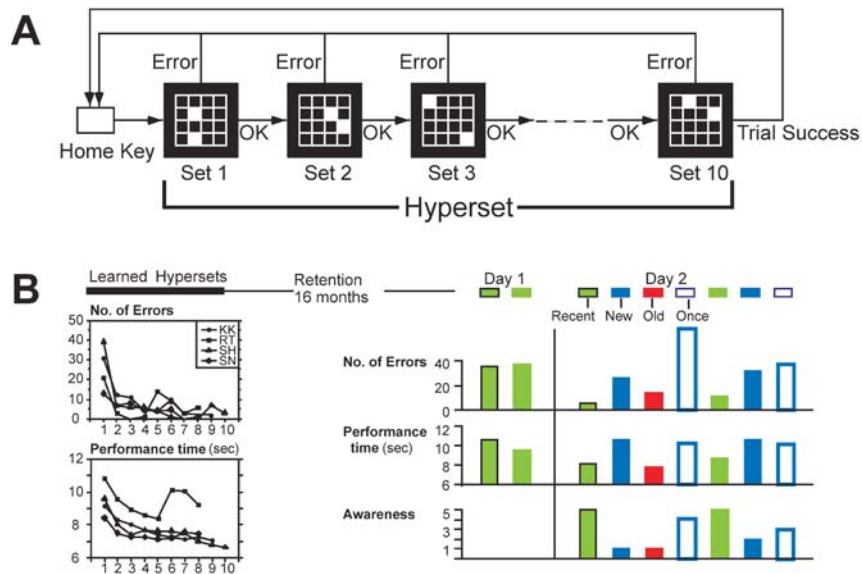 A
Error Error Error Error
Home Key
OK OK OK OK
Trial Success
Set 1 Set 2 Set 3 Set 10
Hyperset
B
Learned Hypersets
Retention
16 months
Day 1 Day 2
Recent New Old Once
No. of Errors
50
40
30
20
10
0
KK
RT
SH
SN
1 2 3 4 5 6 7 8 9 10
Performance time (sec)
12
10
8
6
1 2 3 4 5 6 7 8 9 10
No. of Errors
40
20
0
Performance
time (sec)
12
10
8
6
Awareness
5
3
1